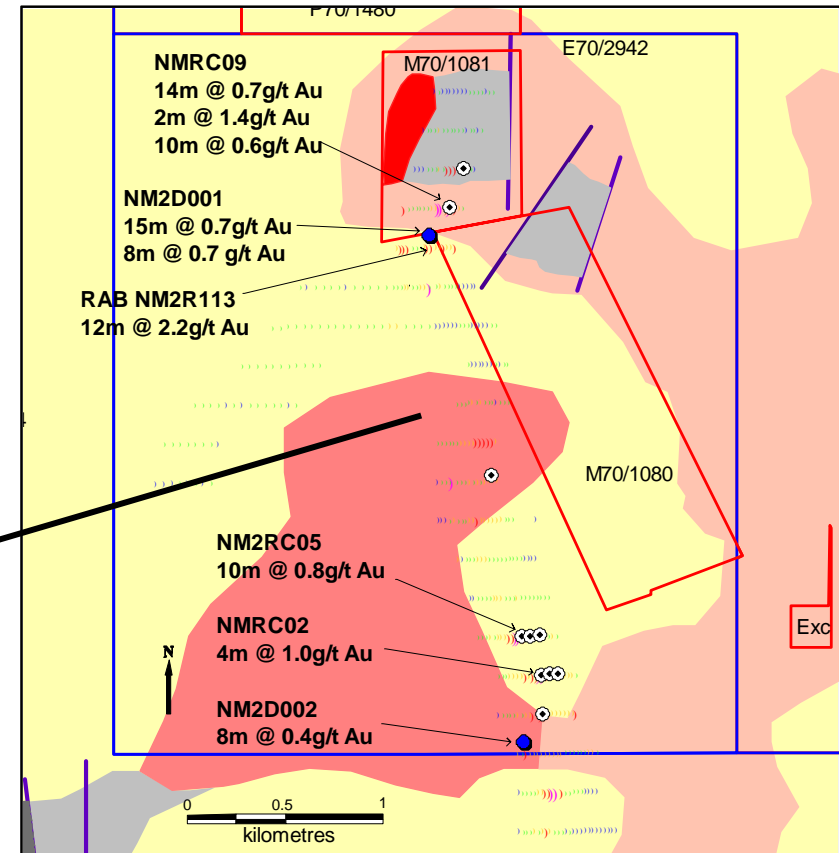 P70/1480
E70/2942
M70/1081
NMRC09
14m @ 0.7g/t Au
2m @ 1.4g/t Au
10m @ 0.6g/t Au
NM2D001
15m @ 0.7g/t Au
8m @ 0.7 g/t Au
RAB NM2R113
12m @ 2.2g/t Au
M70/1080
NM2RC05
10m @ 0.8g/t Au
Exc
NMRC02
4m @ 1.0g/t Au
N
NM2D002
8m @ 0.4g/t Au
0 0.5 1
kilometres